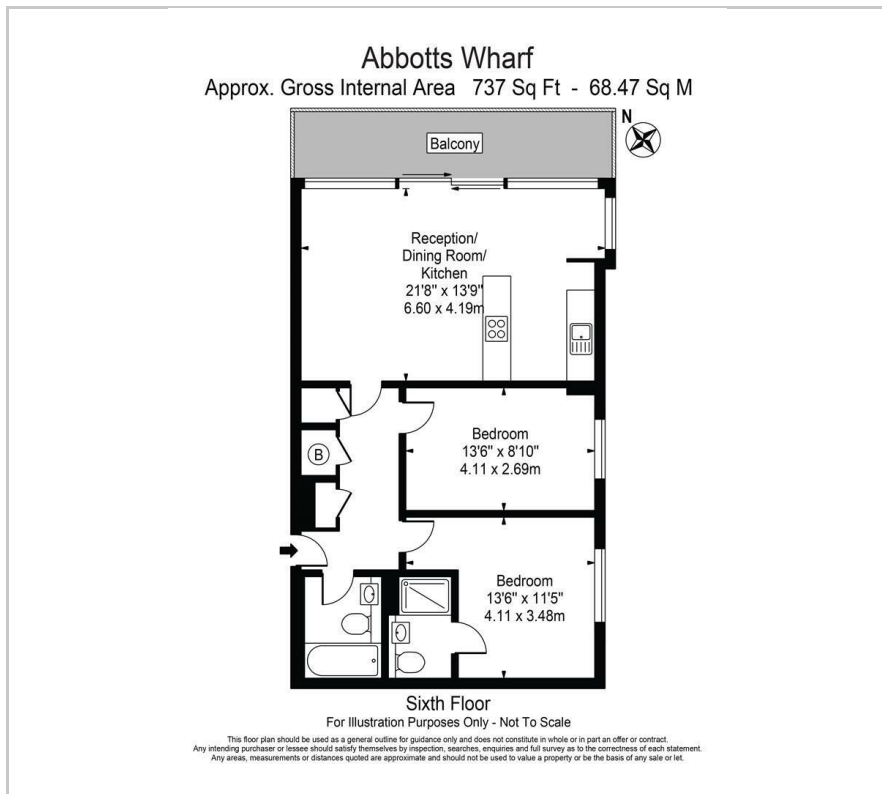 Abbotts Wharf
Approx. Gross Internal Area 737 Sq Ft - 68.47 Sq M
N
Balcony
Reception/
Dining Room/
Kitchen
21'8" x 13'9"
6.60 x 4.19m
Bedroom
13'6" x 8'10"
4.11 x 2.69m
B
Bedroom
13'6" x 11'5"
4.11 x 3.48m
Sixth Floor
For Illustration Purposes Only - Not To Scale
This floor plan should be used as a general outline for guidance only and does not constitute in whole or in part an offer or contract.
Any intending purchaser or lessee should satisfy themselves by inspection, searches, enquiries and full survey as to the correctness of each statement.
Any areas, measurements or distances quoted are approximate and should not be used to value a property or be the basis of any sale or let.